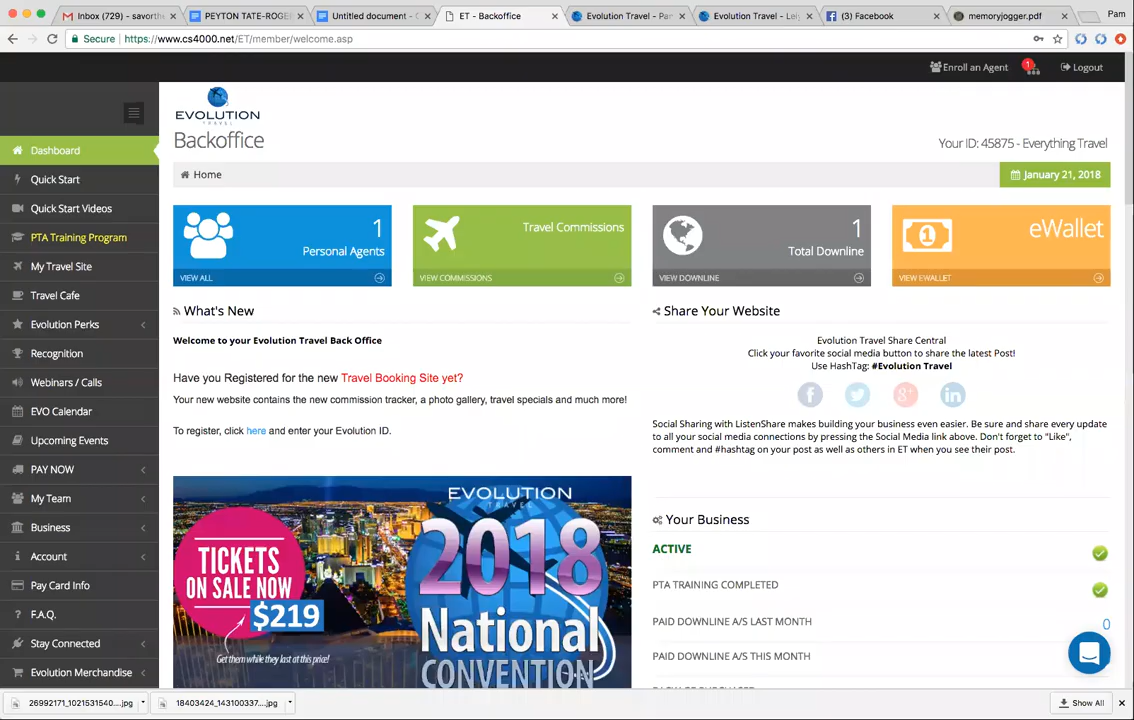 Inbox (729) - savorthe
PEYTON TATE-ROGE
Untitled document - G
ET - Backoffice
Evolution Travel - Par
Evolution Travel - Leip
(3) Facebook
memoryjogger.pdf
Pam
Secure
https://www.cs4000.net/ET/member/welcome.asp
Enroll an Agent
1
Logout
EVOLUTION
TRAVEL
Backoffice
Your ID: 45875 - Everything Travel
Home
January 21, 2018
Dashboard
Quick Start
Quick Start Videos
PTA Training Program
My Travel Site
Travel Cafe
Evolution Perks
Recognition
Webinars / Calls
EVO Calendar
Upcoming Events
PAY NOW
My Team
Business
Account
Pay Card Info
F.A.Q.
Stay Connected
Evolution Merchandise
1
Personal Agents
VIEW ALL
Travel Commissions
VIEW COMMISSIONS
1
Total Downline
VIEW DOWNLINE
1
eWallet
VIEW EWALLET
What's New
Welcome to your Evolution Travel Back Office
Have you Registered for the new Travel Booking Site yet?
Your new website contains the new commission tracker, a photo gallery, travel specials and much more!
To register, click here and enter your Evolution ID.
EVOLUTION
TRAVEL
2018
National
CONVENTION
TICKETS
ON SALE NOW
$219
Get them while they last at this price!
Share Your Website
Evolution Travel Share Central
Click your favorite social media button to share the latest Post!
Use HashTag: #Evolution Travel
Social Sharing with ListenShare makes building your business even easier. Be sure and share every update
to all your social media connections by pressing the Social Media link above. Don't forget to "Like",
comment and #hashtag on your post as well as others in ET when you see their post.
Your Business
ACTIVE
PTA TRAINING COMPLETED
PAID DOWNLINE A/S LAST MONTH
0
PAID DOWNLINE A/S THIS MONTH
26992171_1021531540....jpg
18403424_143100337....jpg
Show All